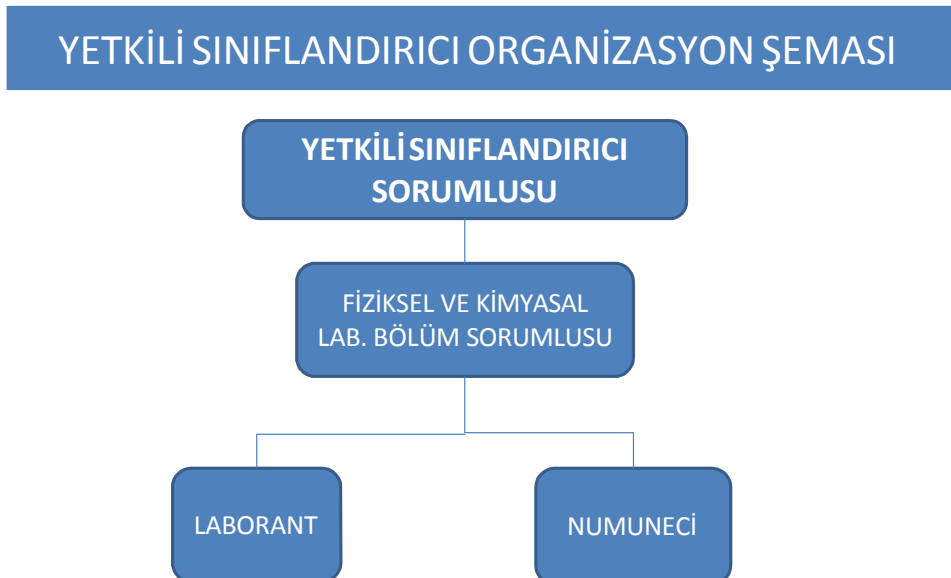 YETKİLİ SINIFLANDIRICI ORGANİZASYON ŞEMASI
YETKİLİ SINIFLANDIRICI
SORUMLUSU
FİZİKSEL VE KİMYASAL
LAB. BÖLÜM SORUMLUSU
LABORANT
NUMUNECİ